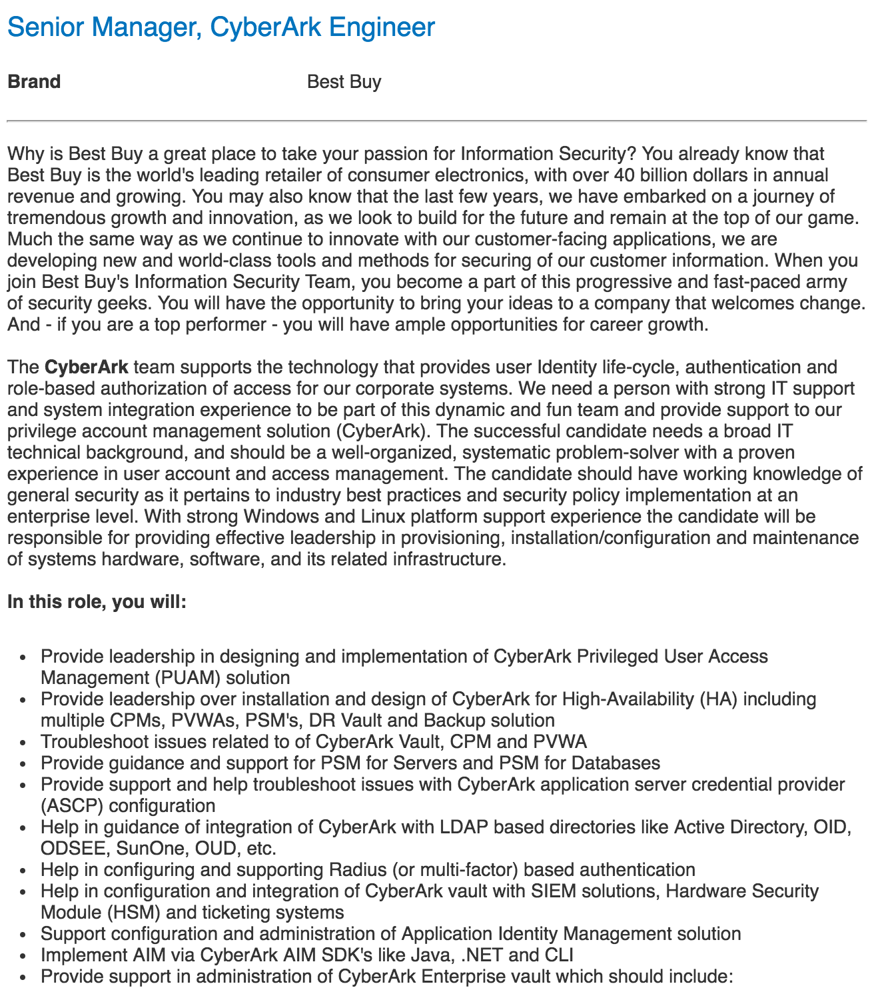 Senior Manager, CyberArk Engineer
Brand Best Buy
Why is Best Buy a great place to take your passion for Information Security? You already know that
Best Buy is the world's leading retailer of consumer electronics, with over 40 billion dollars in annual
revenue and growing. You may also know that the last few years, we have embarked on a journey of
tremendous growth and innovation, as we look to build for the future and remain at the top of our game.
Much the same way as we continue to innovate with our customer-facing applications, we are
developing new and world-class tools and methods for securing of our customer information. When you
join Best Buy's Information Security Team, you become a part of this progressive and fast-paced army
of security geeks. You will have the opportunity to bring your ideas to a company that welcomes change.
And - if you are a top performer - you will have ample opportunities for career growth.
The CyberArk team supports the technology that provides user Identity life-cycle, authentication and
role-based authorization of access for our corporate systems. We need a person with strong IT support
and system integration experience to be part of this dynamic and fun team and provide support to our
privilege account management solution (CyberArk). The successful candidate needs a broad IT
technical background, and should be a well-organized, systematic problem-solver with a proven
experience in user account and access management. The candidate should have working knowledge of
general security as it pertains to industry best practices and security policy implementation at an
enterprise level. With strong Windows and Linux platform support experience the candidate will be
responsible for providing effective leadership in provisioning, installation/configuration and maintenance
of systems hardware, software, and its related infrastructure.
In this role, you will:
• Provide leadership in designing and implementation of CyberArk Privileged User Access
Management (PUAM) solution
• Provide leadership over installation and design of CyberArk for High-Availability (HA) including
multiple CPMs, PVWAs, PSM's, DR Vault and Backup solution
• Troubleshoot issues related to of CyberArk Vault, CPM and PVWA
• Provide guidance and support for PSM for Servers and PSM for Databases
• Provide support and help troubleshoot issues with CyberArk application server credential provider
(ASCP) configuration
• Help in guidance of integration of CyberArk with LDAP based directories like Active Directory, OID,
ODSEE, SunOne, OUD, etc.
• Help in configuring and supporting Radius (or multi-factor) based authentication
• Help in configuration and integration of CyberArk vault with SIEM solutions, Hardware Security
Module (HSM) and ticketing systems
• Support configuration and administration of Application Identity Management solution
• Implement AIM via CyberArk AIM SDK's like Java, .NET and CLI
• Provide support in administration of CyberArk Enterprise vault which should include: